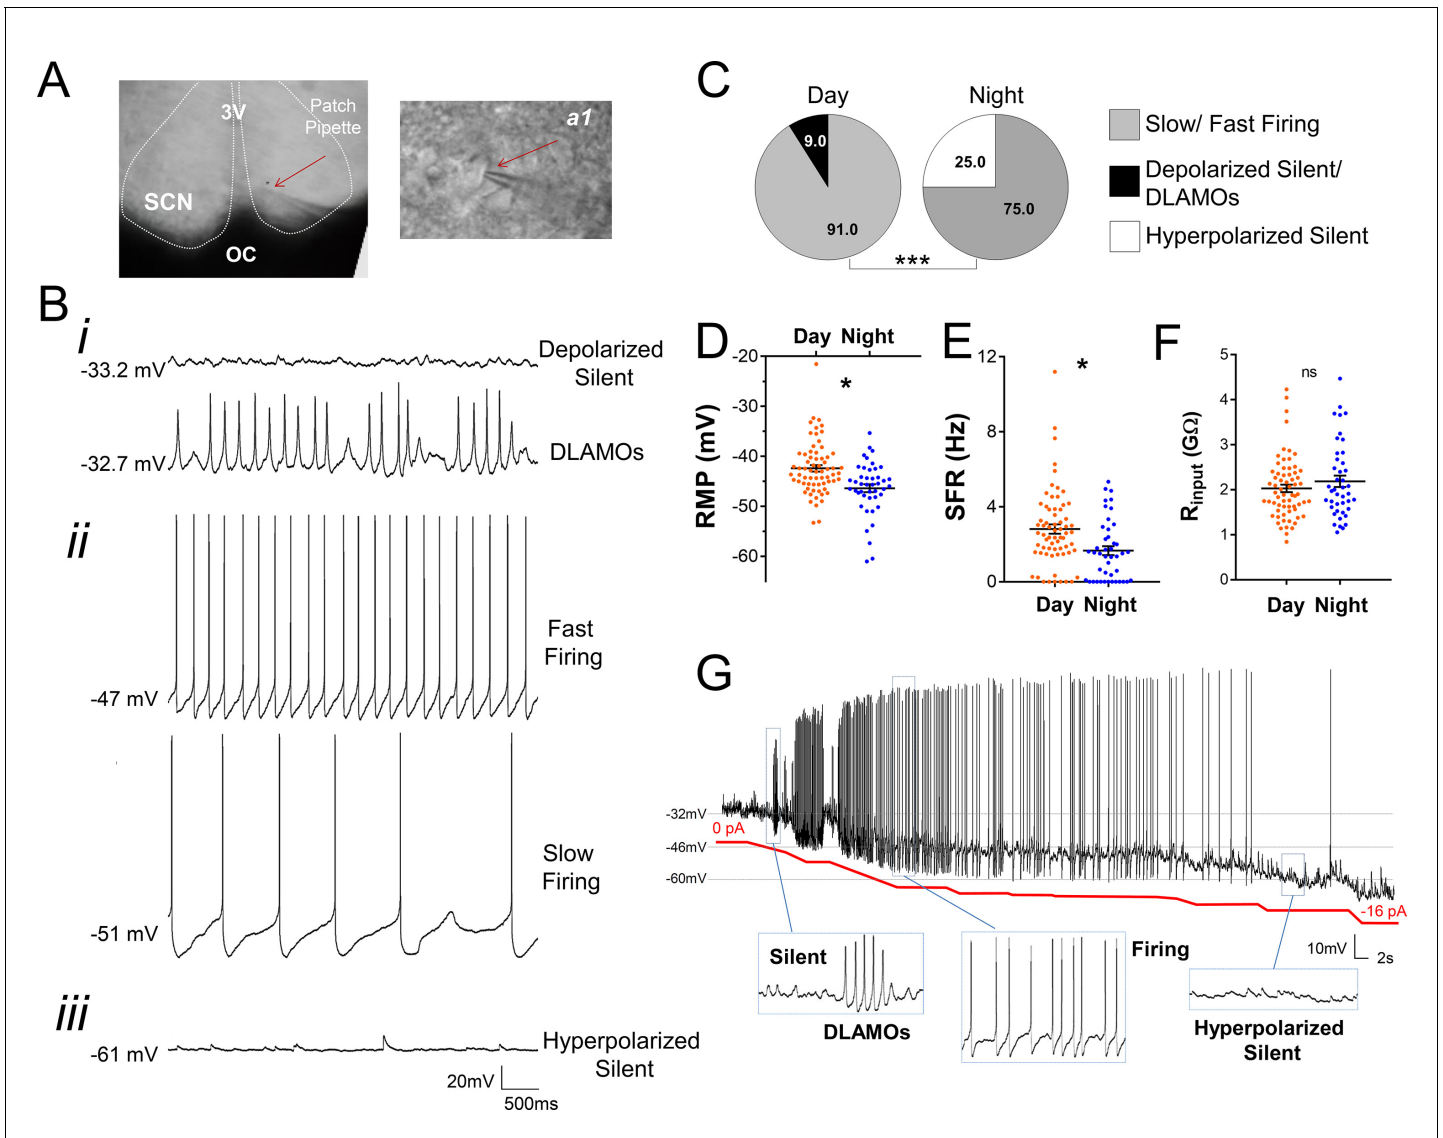 A
3V
Patch
Pipette
SCN
OC
a1
B
i
-33.2 mV
Depolarized
Silent
-32.7 mV
DLAMOs
ii
-47 mV
Fast
Firing
-51 mV
Slow
Firing
iii
-61 mV
Hyperpolarized
Silent
20mV
500ms
C
Day
Night
9.0
91.0
25.0
75.0
***
Slow/ Fast Firing
Depolarized Silent/
DLAMOs
Hyperpolarized Silent
D
Day Night
-20
-30
-40
-50
-60
RMP (mV)
*
E
12
8
4
0
SFR (Hz)
*
Day Night
F
5
4
3
2
1
0
Rinput (GΩ)
ns
Day Night
G
-32mV
0 pA
-46mV
-60mV
-16 pA
10mV
2s
Silent
DLAMOs
Firing
Hyperpolarized
Silent